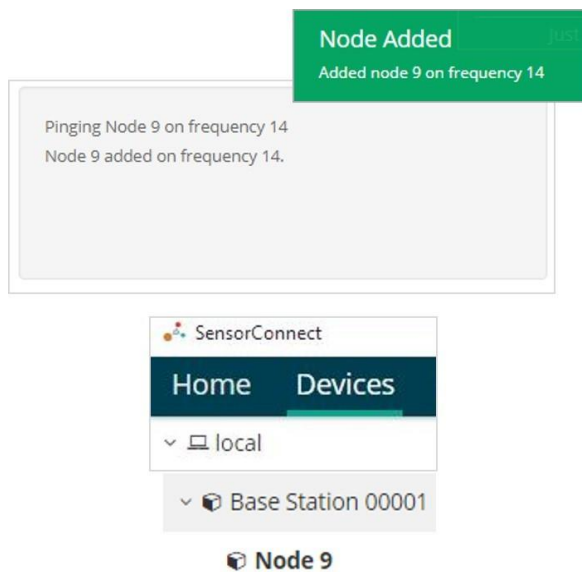 Node Added
Just
Added node 9 on frequency 14
Pinging Node 9 on frequency 14
Node 9 added on frequency 14.
SensorConnect
Home Devices
local
Base Station 00001
Node 9